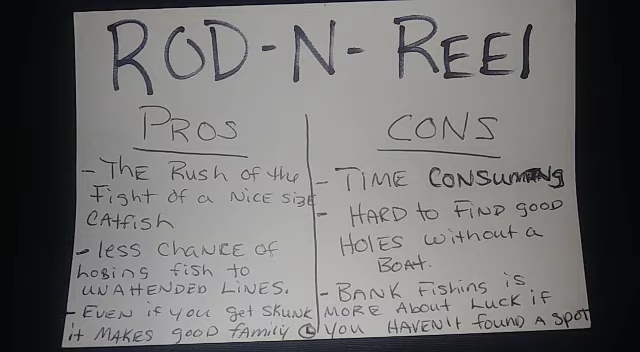 ROD-N-REEl
PROS
- THE Rush of the
Fight of a Nice size
CAtfish
- less CHANCE of
losing fish to
UNAttended LiNES.
- EVEN if you get SKUNK
it MAKES good family 🕒
CONS
- TIME CONSuming
- HARD to FIND good
HOLES without a
BoAT.
- BANK Fishing is
MORE About luck if
you HAVEN't found A spot